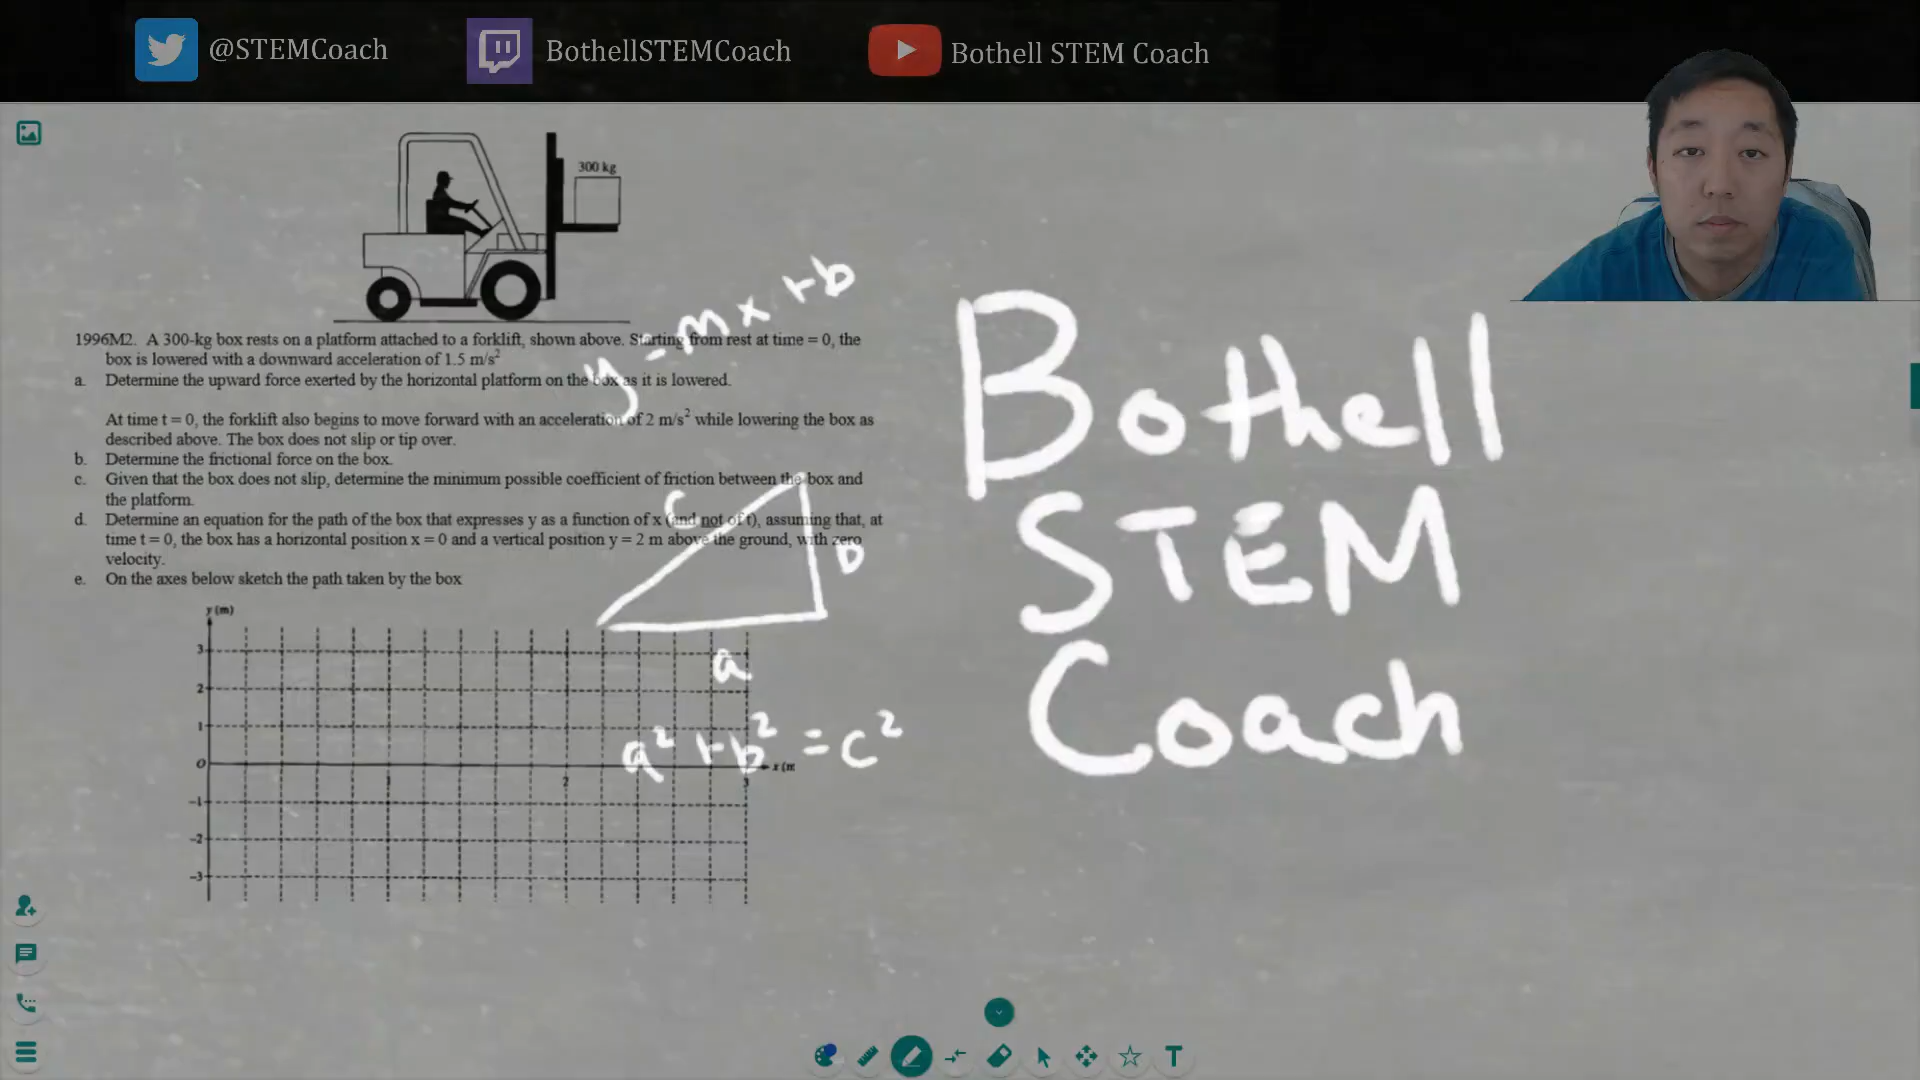 @STEMCoach
BothellSTEMCoach
Bothell STEM Coach
300 kg
1996M2. A 300-kg box rests on a platform attached to a forklift, shown above. Starting from rest at time = 0, the
box is lowered with a downward acceleration of 1.5 m/s²
a. Determine the upward force exerted by the horizontal platform on the box as it is lowered.
At time t = 0, the forklift also begins to move forward with an acceleration of 2 m/s² while lowering the box as
described above. The box does not slip or tip over.
b. Determine the frictional force on the box.
c. Given that the box does not slip, determine the minimum possible coefficient of friction between the box and
the platform.
d. Determine an equation for the path of the box that expresses y as a function of x (and not of t), assuming that, at
time t = 0, the box has a horizontal position x = 0 and a vertical position y = 2 m above the ground, with zero
velocity.
e. On the axes below sketch the path taken by the box
y (m)
3
2
1
0
-1
-2
-3
1
2
3
x (m
y = mx + b
c
b
a
a² + b² = c²
Bothell
STEM
Coach
T